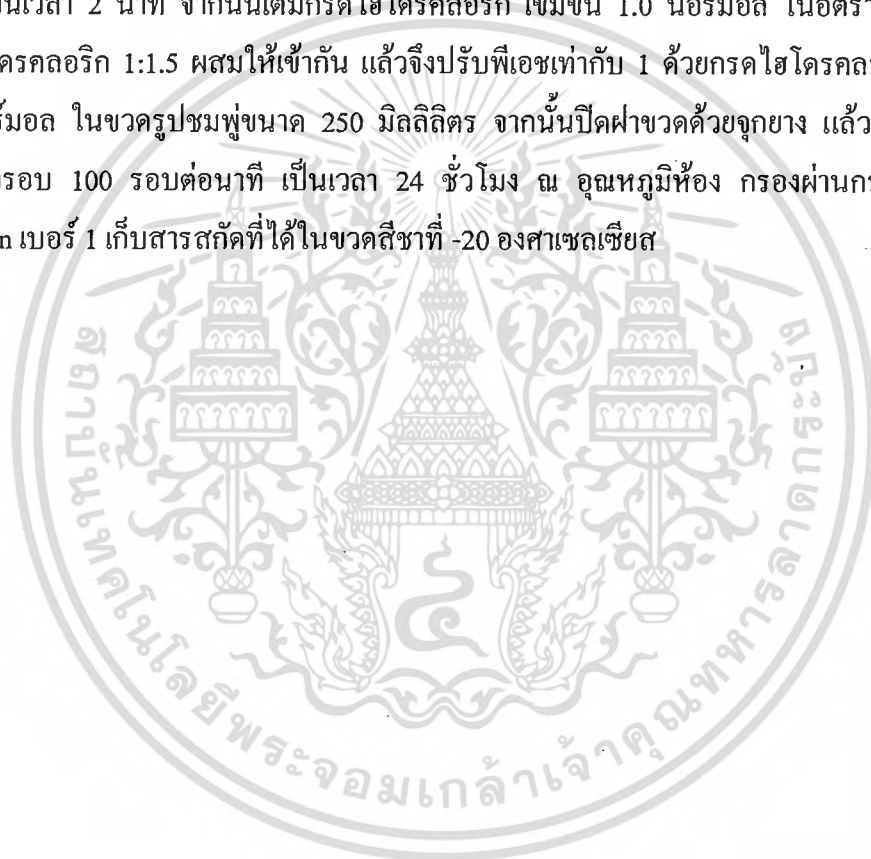 นเวลา 2 นาที จากนั้นเติมกรดไฮโดรคลอริก เข้มข้น 1.0 นอร์มอล ในอัตรา
ครคลอริก 1:1.5 ผสมให้เข้ากัน แล้วจึงปรับพีเอชเท่ากับ 1 ด้วยกรดไฮโดรคล
ร์มอล ในขวดรูปชมพู่ขนาด 250 มิลลิลิตร จากนั้นปิดฝาขวดด้วยจุกยาง แล้ว
รอบ 100 รอบต่อนาที เป็นเวลา 24 ชั่วโมง ณ อุณหภูมิห้อง กรองผ่านก
n เบอร์ 1 เก็บสารสกัดที่ได้ในขวดสีชาที่ -20 องศาเซลเซียส
สถาบันเทคโนโลยีพระจอมเกล้าเจ้าคุณทหารลาดกระบัง